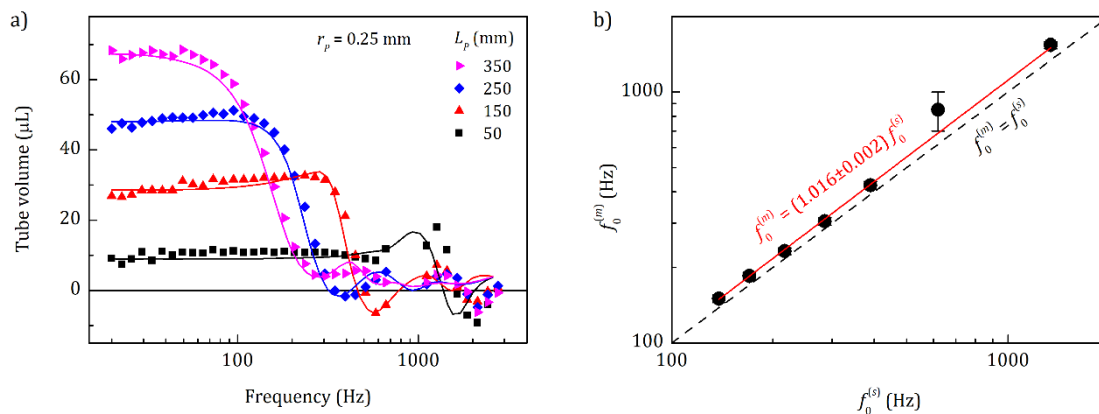 a)
r_p = 0.25 mm
L_p (mm)
350
250
150
50
Tube volume (μL)
60
40
20
0
100
1000
Frequency (Hz)
b)
f_0^(m) (Hz)
1000
100
f_0^(m) = (1.016±0.002) f_0^(s)
f_0^(m) = f_0^(s)
100
1000
f_0^(s) (Hz)